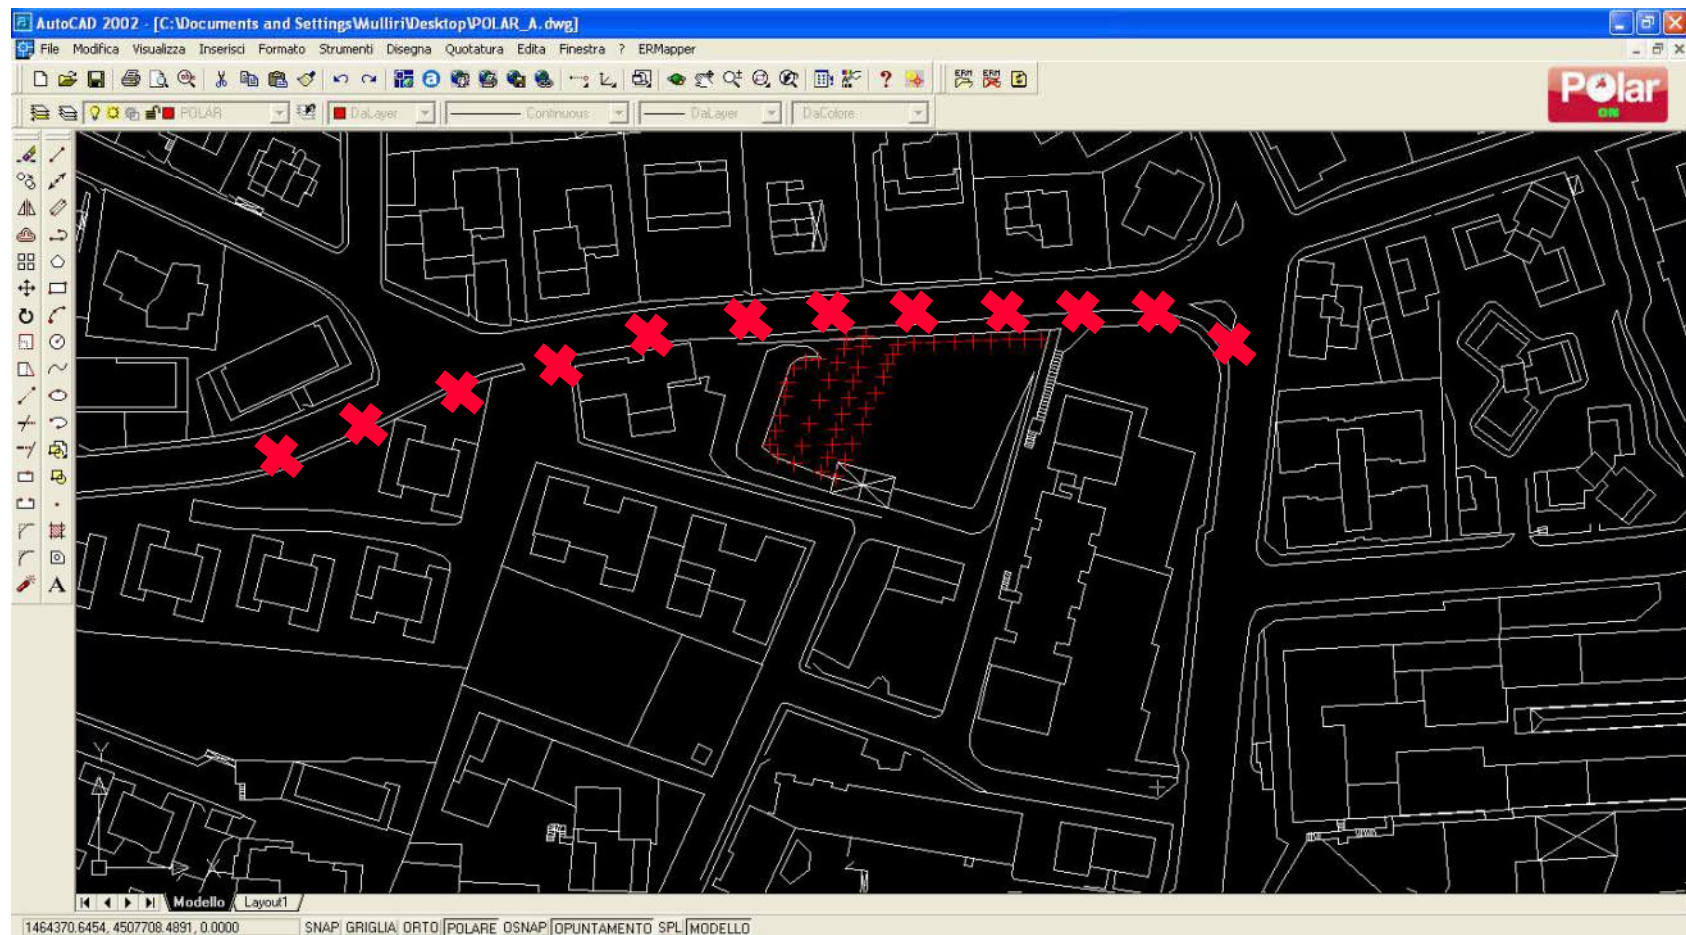 AutoCAD 2002 - [C:\Documents and Settings\Mulliri\Desktop\POLAR_A.dwg]
File Modifica Visualizza Inserisci Formato Strumenti Disegna Quotatura Edita Finestra ? ERMapper
ERM ERM
POLAR DaLayer Continuous DaLayer DaColore
Polar
ON
A
Y
X
Modello Layout1
1464370.6454, 4507708.4891, 0.0000 SNAP GRIGLIA ORTO POLARE OSNAP OPUNTAMENTO SPL MODELLO